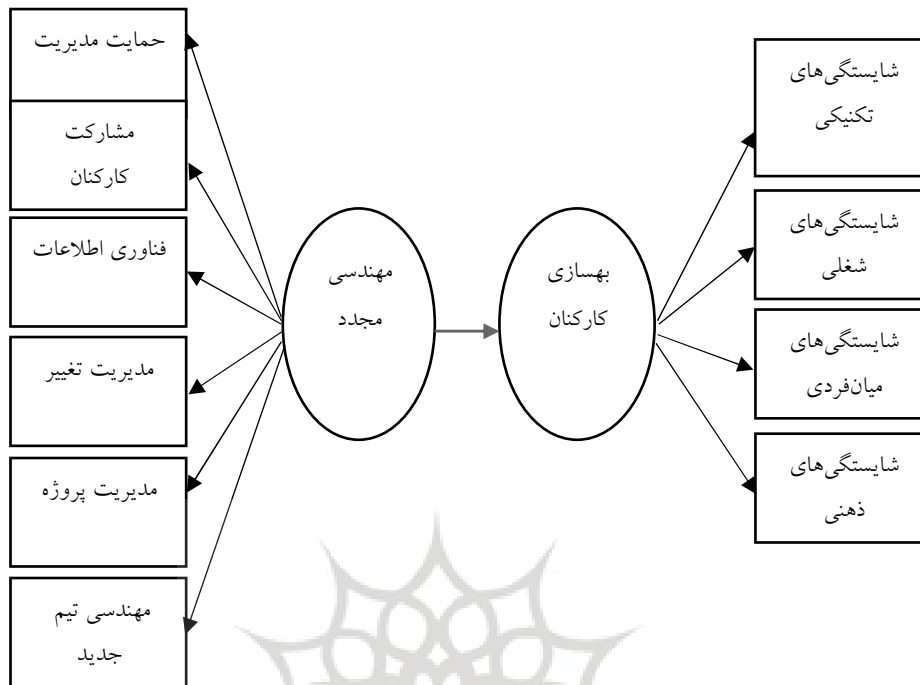 حمایت مدیریت
مشارکت
کارکنان
فناوری اطلاعات
مدیریت تغییر
مدیریت پروژه
مهندسی تیم
جدید
مهندسی
مجدد
بهسازی
کارکنان
شایستگی‌های
تکنیکی
شایستگی‌های
شغلی
شایستگی‌های
میان‌فردی
شایستگی‌های
ذهنی